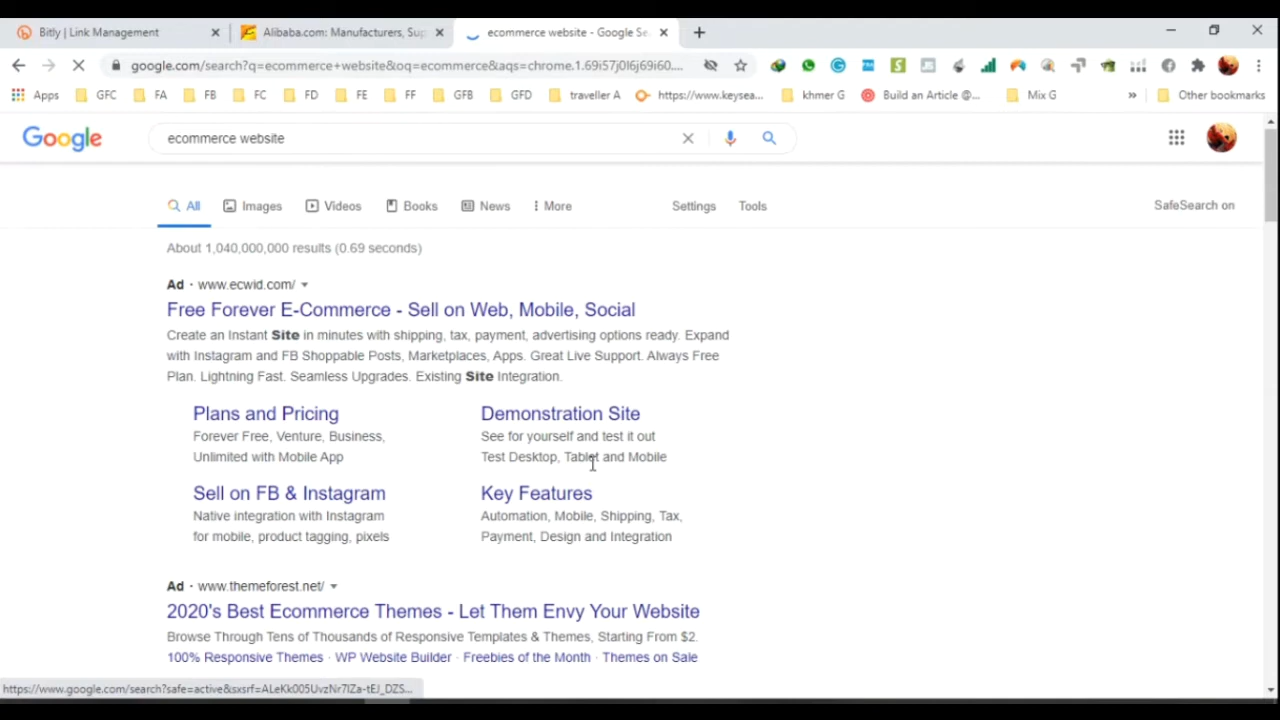 Bitly | Link Management
Alibaba.com: Manufacturers, Sup
ecommerce website - Google Se
google.com/search?q=ecommerce+website&oq=ecommerce&aqs=chrome.1.69i57j0l6j69i60....
Apps GFC FA FB FC FD FE FF GFB GFD traveller A https://www.keysea... khmer G Build an Article @... Mix G » Other bookmarks
Google
ecommerce website
All Images Videos Books News More Settings Tools SafeSearch on
About 1,040,000,000 results (0.69 seconds)
Ad · www.ecwid.com/
Free Forever E-Commerce - Sell on Web, Mobile, Social
Create an Instant Site in minutes with shipping, tax, payment, advertising options ready. Expand
with Instagram and FB Shoppable Posts, Marketplaces, Apps. Great Live Support. Always Free
Plan. Lightning Fast. Seamless Upgrades. Existing Site Integration.
Plans and Pricing
Forever Free, Venture, Business,
Unlimited with Mobile App
Demonstration Site
See for yourself and test it out
Test Desktop, Tablet and Mobile
Sell on FB & Instagram
Native integration with Instagram
for mobile, product tagging, pixels
Key Features
Automation, Mobile, Shipping, Tax,
Payment, Design and Integration
Ad · www.themeforest.net/
2020's Best Ecommerce Themes - Let Them Envy Your Website
Browse Through Tens of Thousands of Responsive Templates & Themes, Starting From $2.
100% Responsive Themes · WP Website Builder · Freebies of the Month · Themes on Sale
https://www.google.com/search?safe=active&sxsrf=ALeKk005UvzNr7IZa-tEJ_DZS...